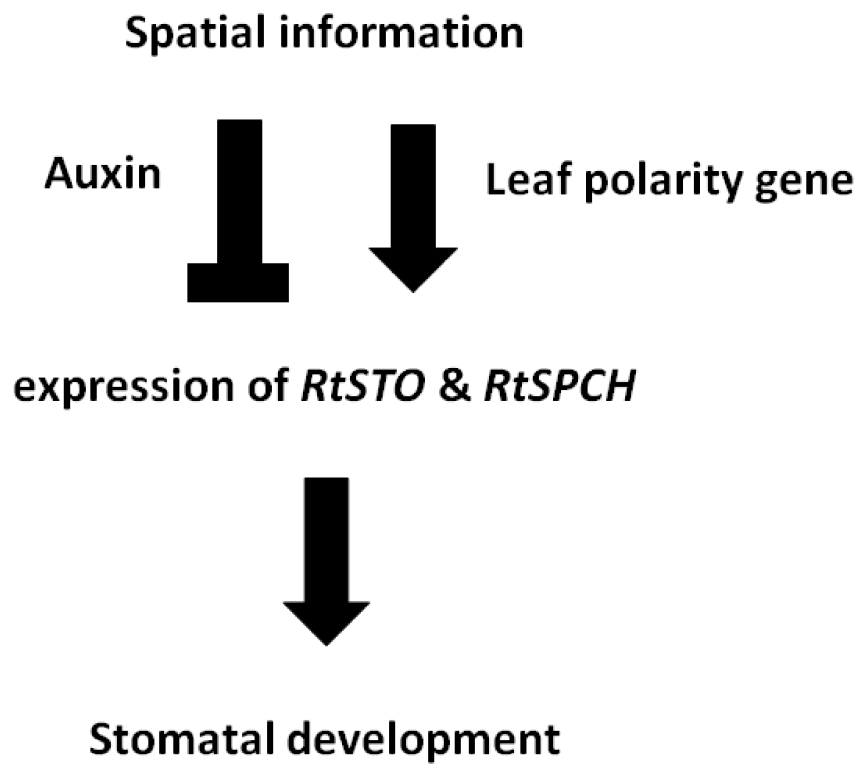 Spatial information
Auxin
Leaf polarity gene
expression of RtSTO & RtSPCH
Stomatal development